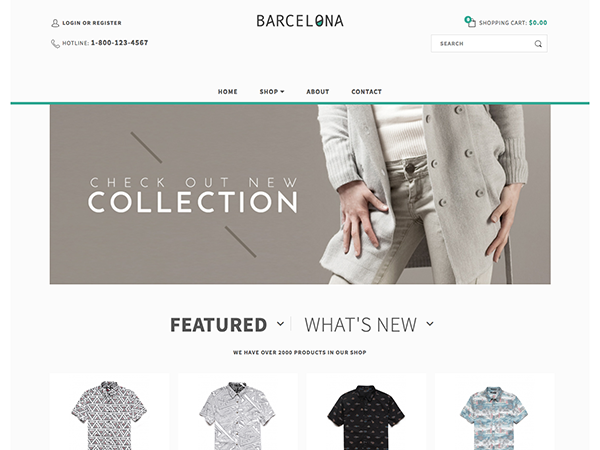 LOGIN OR REGISTER
BARCELONA
0
SHOPPING CART: $0.00
HOTLINE: 1-800-123-4567
SEARCH
HOME
SHOP
ABOUT
CONTACT
CHECK OUT NEW
COLLECTION
FEATURED
WHAT'S NEW
WE HAVE OVER 2000 PRODUCTS IN OUR SHOP